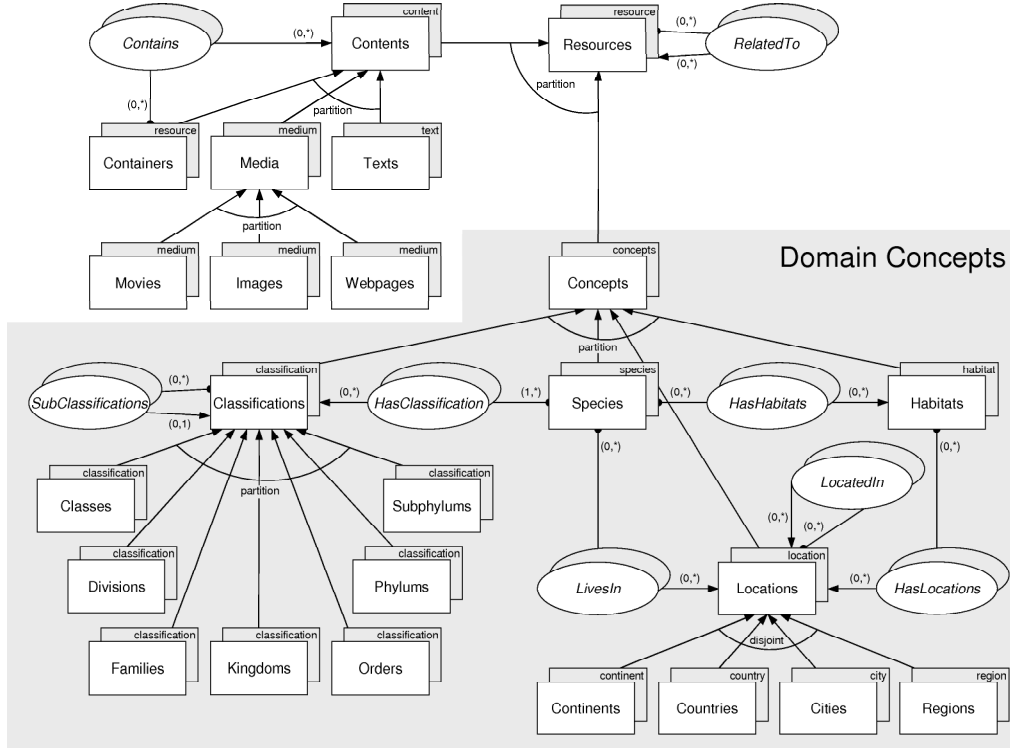 content
resource
Contains
(0,*)
Contents
Resources
(0,*)
RelatedTo
(0,*)
partition
(0,*)
partition
resource
medium
text
Containers
Media
Texts
partition
medium
medium
medium
Movies
Images
Webpages
concepts
Domain Concepts
Concepts
partition
classification
species
habitat
(0,*)
SubClassifications
(0,1)
Classifications
(0,*)
HasClassification
(1,*)
Species
(0,*)
HasHabitats
(0,*)
Habitats
(0,*)
(0,*)
classification
classification
Classes
partition
Subphylums
LocatedIn
(0,*)
(0,*)
classification
classification
location
Divisions
Phylums
LivesIn
(0,*)
Locations
(0,*)
HasLocations
classification
classification
classification
disjoint
Families
Kingdoms
Orders
continent
country
city
region
Continents
Countries
Cities
Regions